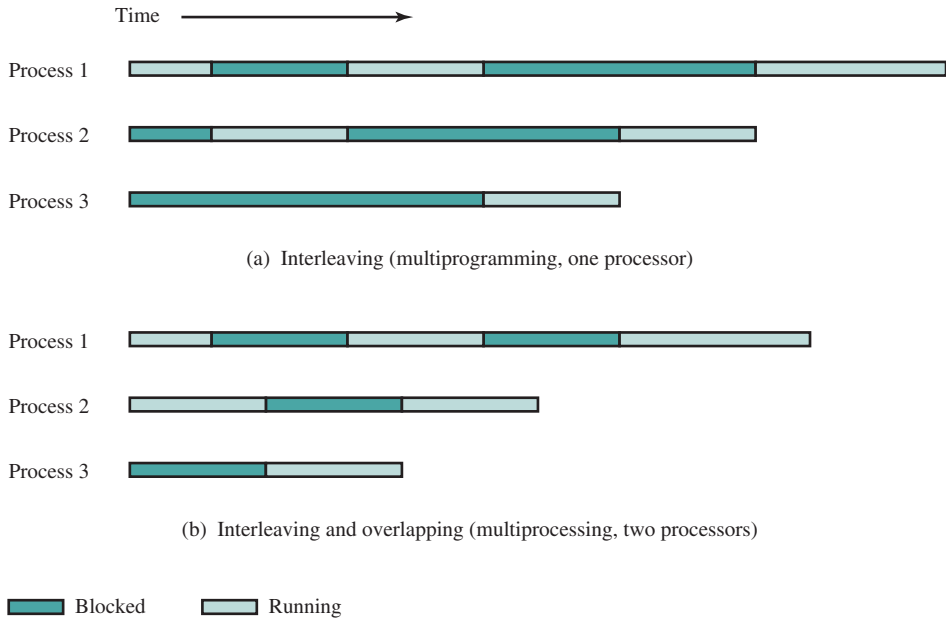 Time
Process 1
Process 2
Process 3
(a) Interleaving (multiprogramming, one processor)
Process 1
Process 2
Process 3
(b) Interleaving and overlapping (multiprocessing, two processors)
Blocked Running